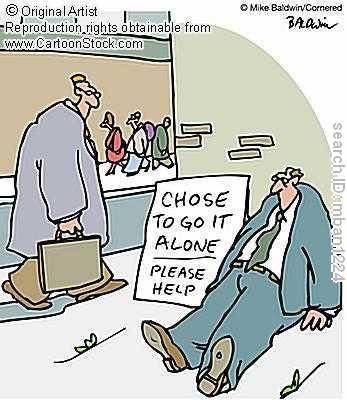 © Original Artist
Reproduction rights obtainable from
www.CartoonStock.com
© Mike Baldwin/Cornered
BALDWIN
CHOSE
TO GO IT
ALONE
PLEASE
HELP
search ID: mban1224